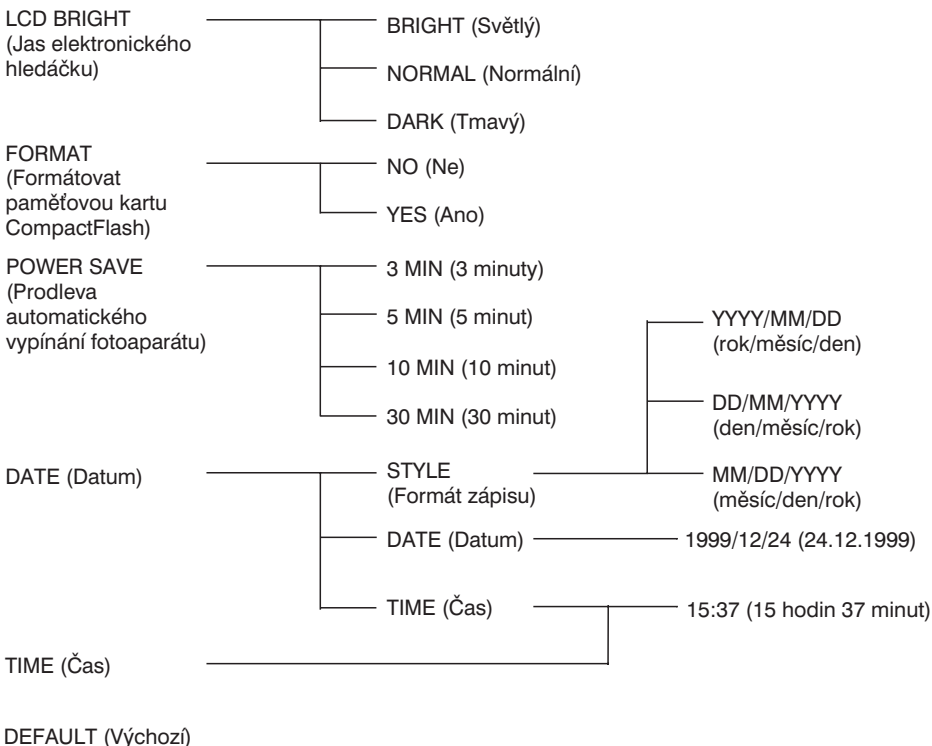 LCD BRIGHT
(Jas elektronického
hledáčku)
BRIGHT (Světlý)
NORMAL (Normální)
DARK (Tmavý)
FORMAT
(Formátovat
paměťovou kartu
CompactFlash)
NO (Ne)
YES (Ano)
POWER SAVE
(Prodleva
automatického
vypínání fotoaparátu)
3 MIN (3 minuty)
5 MIN (5 minut)
10 MIN (10 minut)
30 MIN (30 minut)
DATE (Datum)
STYLE
(Formát zápisu)
YYYY/MM/DD
(rok/měsíc/den)
DD/MM/YYYY
(den/měsíc/rok)
MM/DD/YYYY
(měsíc/den/rok)
DATE (Datum)
1999/12/24 (24.12.1999)
TIME (Čas)
15:37 (15 hodin 37 minut)
TIME (Čas)
DEFAULT (Výchozí)